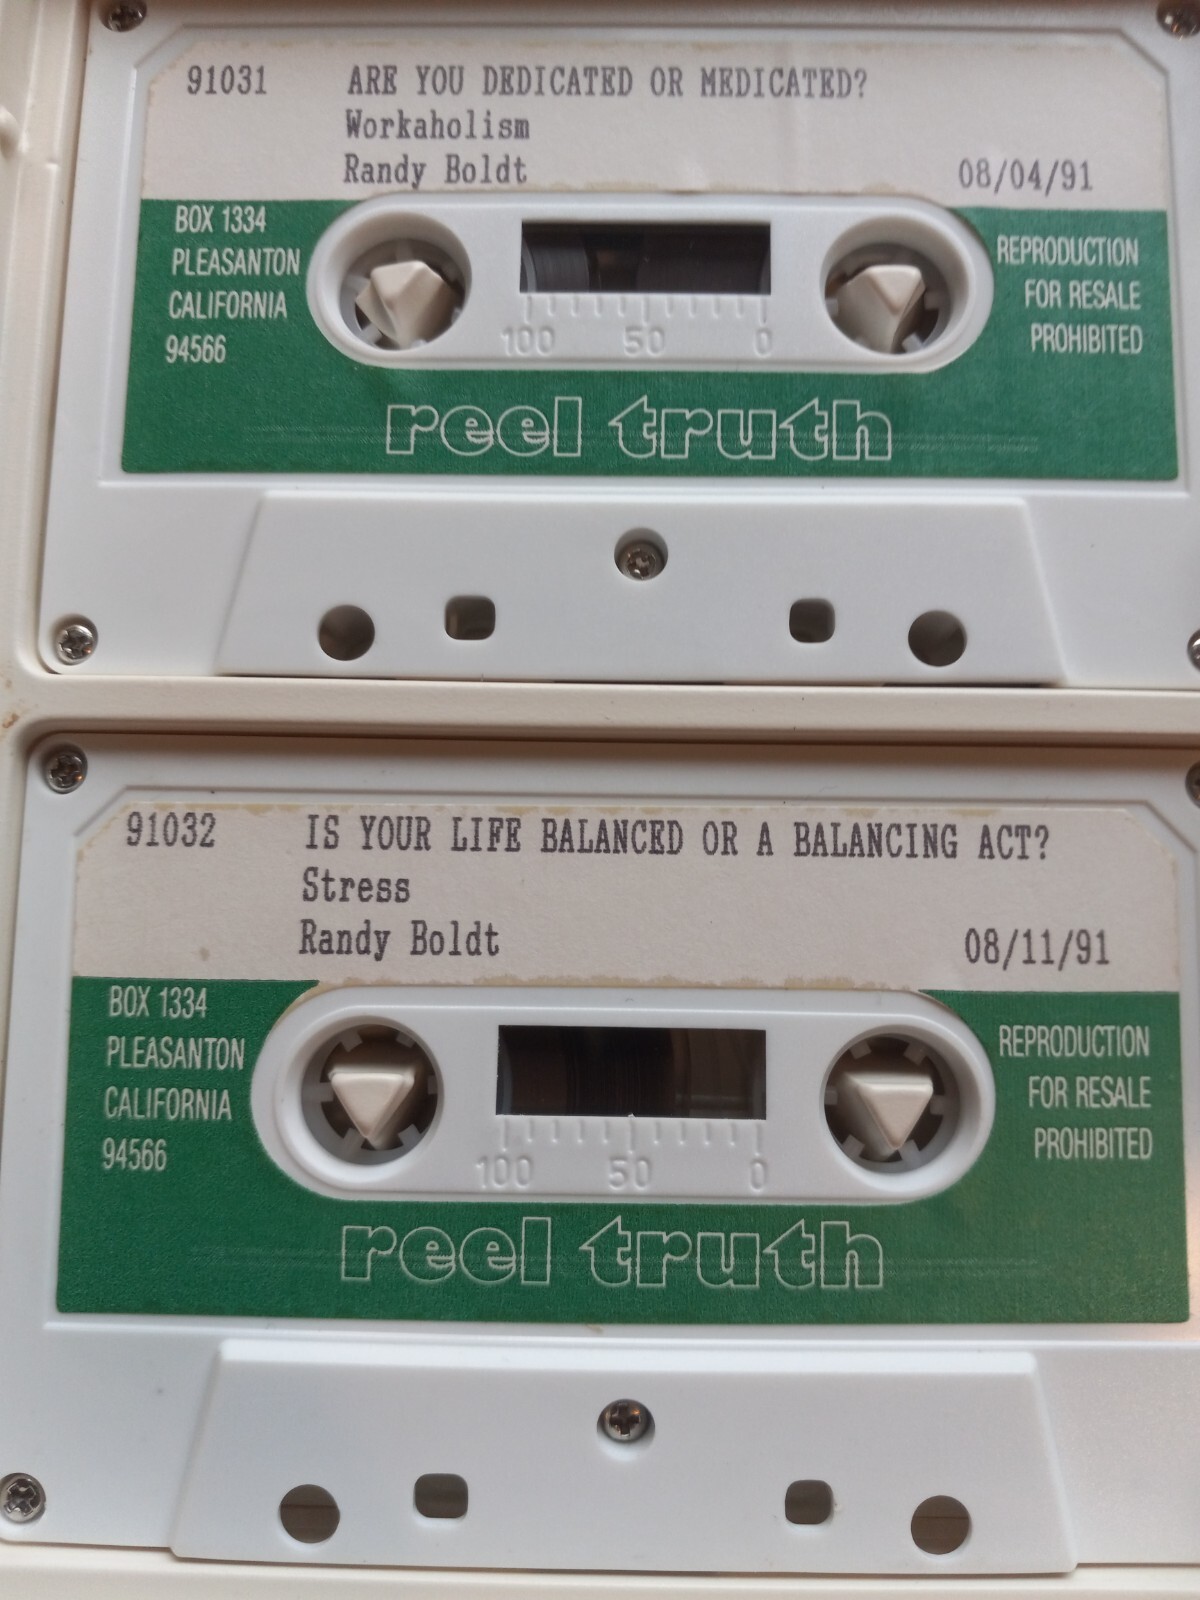 91031 ARE YOU DEDICATED OR MEDICATED?
Workaholism
Randy Boldt 08/04/91
BOX 1334
PLEASANTON
CALIFORNIA
94566
REPRODUCTION
FOR RESALE
PROHIBITED
100 50 0
reel truth
91032 IS YOUR LIFE BALANCED OR A BALANCING ACT?
Stress
Randy Boldt 08/11/91
BOX 1334
PLEASANTON
CALIFORNIA
94566
REPRODUCTION
FOR RESALE
PROHIBITED
100 50 0
reel truth